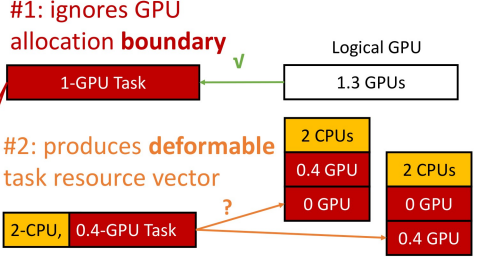 #1: ignores GPU
allocation boundary
Logical GPU
√
1-GPU Task
1.3 GPUs
#2: produces deformable
task resource vector
2 CPUs
0.4 GPU
0 GPU
2 CPUs
0 GPU
0.4 GPU
?
2-CPU, 0.4-GPU Task